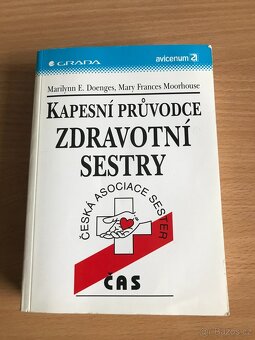 GRADA
avicenum
Marilynn E. Doenges, Mary Frances Moorhouse
KAPESNÍ PRŮVODCE
ZDRAVOTNÍ
SESTRY
ČESKÁ ASOCIACE SESTER
ČAS